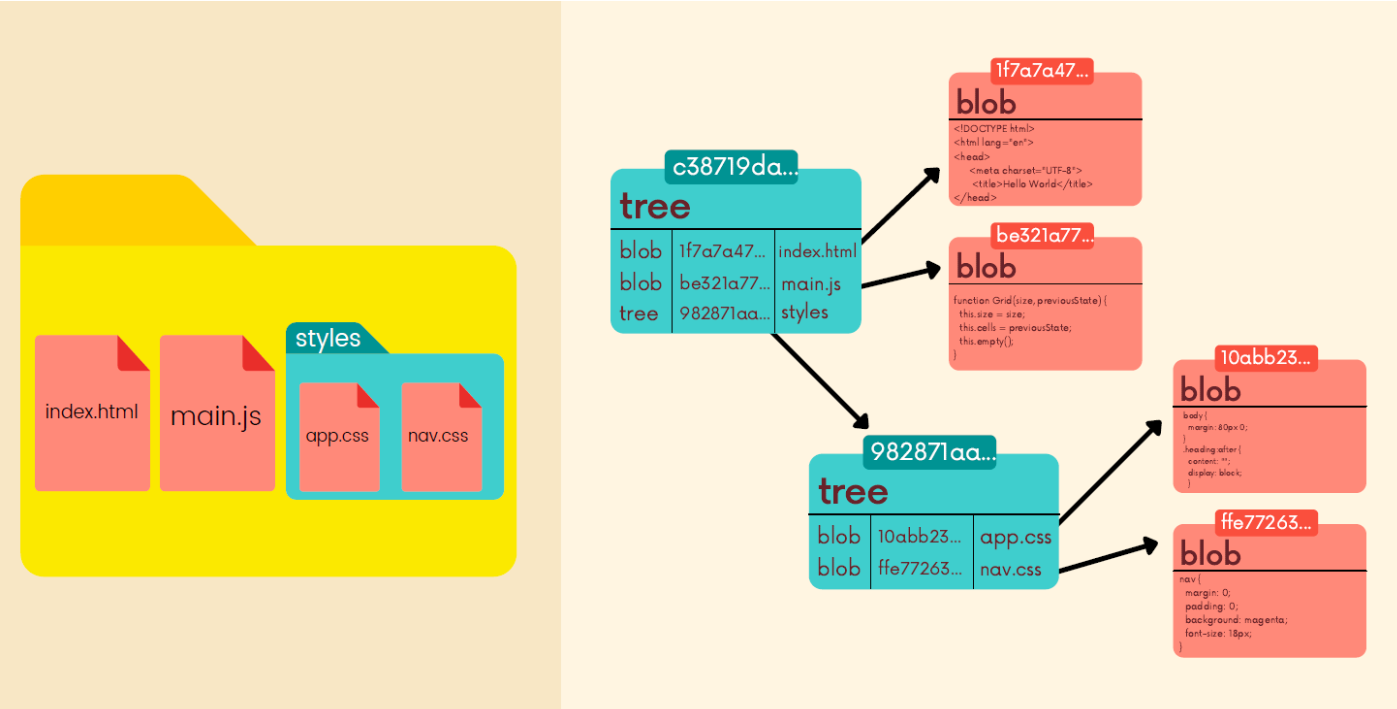 styles
index.html
main.js
app.css
nav.css
c38719da...
tree
blob 1f7a7a47... index.html
blob be321a77... main.js
tree 982871aa... styles
1f7a7a47...
blob
<!DOCTYPE html>
<html lang="en">
<head>
<meta charset="UTF-8">
<title>Hello World</title>
</head>
be321a77...
blob
function Grid(size, previousState) {
this.size = size;
this.cells = previousState;
this.empty();
}
982871aa...
tree
blob 10abb23... app.css
blob ffe77263... nav.css
10abb23...
blob
body {
margin: 80px 0;
}
.heading:after {
content: "";
display: block;
}
ffe77263...
blob
nav {
margin: 0;
padding: 0;
background: magenta;
font-size: 18px;
}